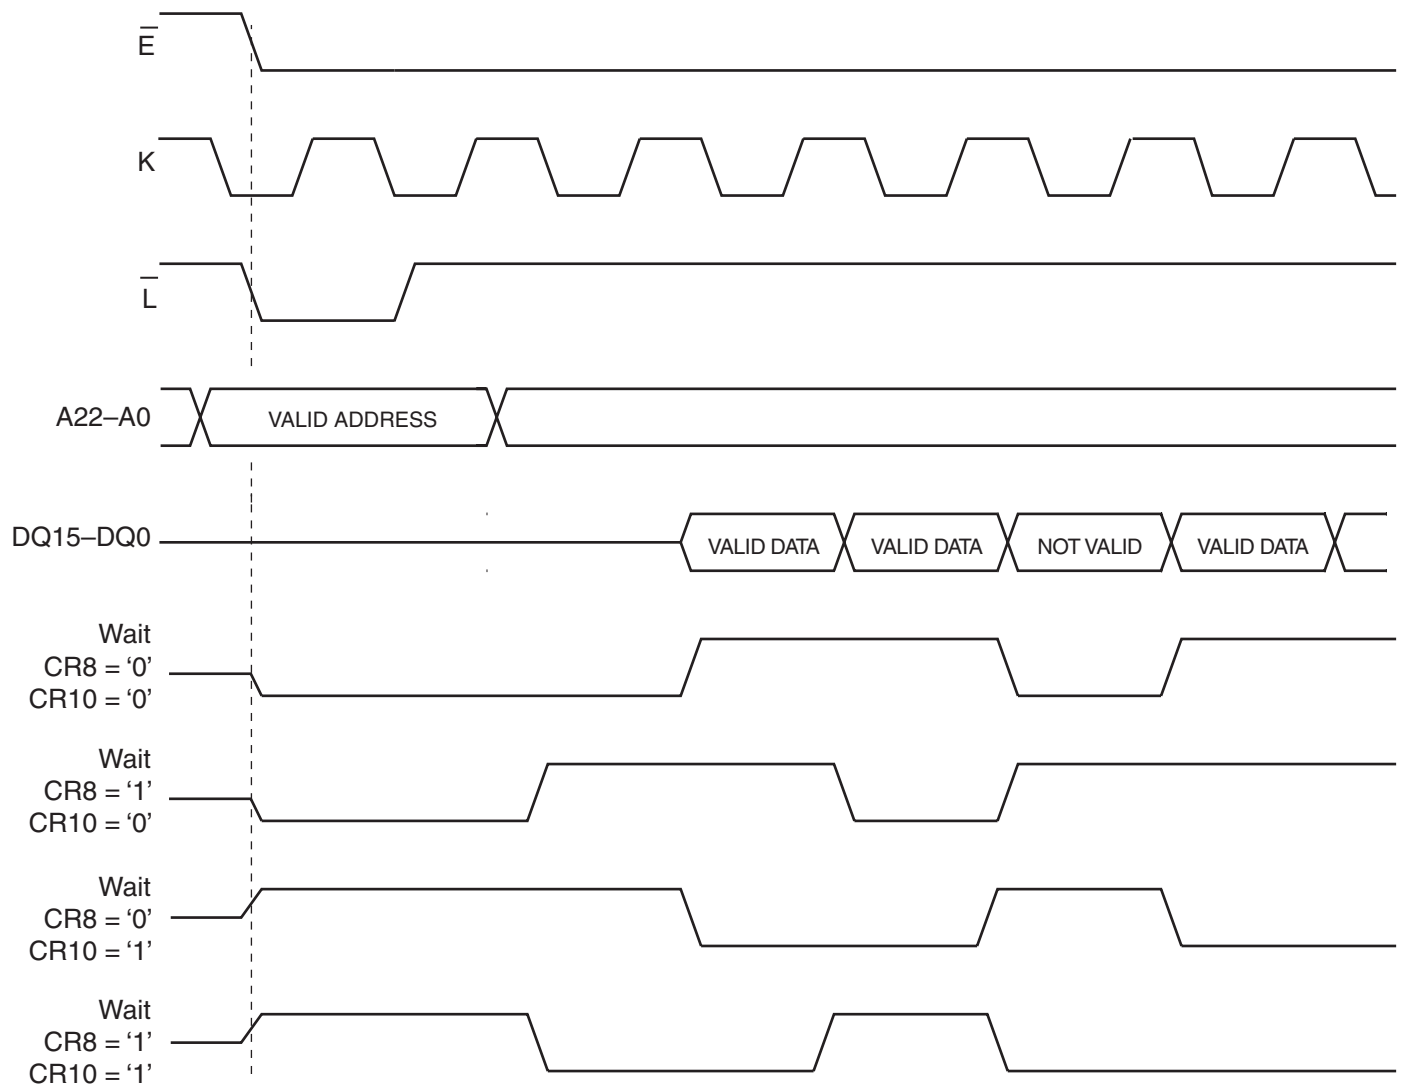 E̅
K
L̅
A22–A0
VALID ADDRESS
DQ15–DQ0
VALID DATA
VALID DATA
NOT VALID
VALID DATA
Wait
CR8 = ‘0’
CR10 = ‘0’
Wait
CR8 = ‘1’
CR10 = ‘0’
Wait
CR8 = ‘0’
CR10 = ‘1’
Wait
CR8 = ‘1’
CR10 = ‘1’